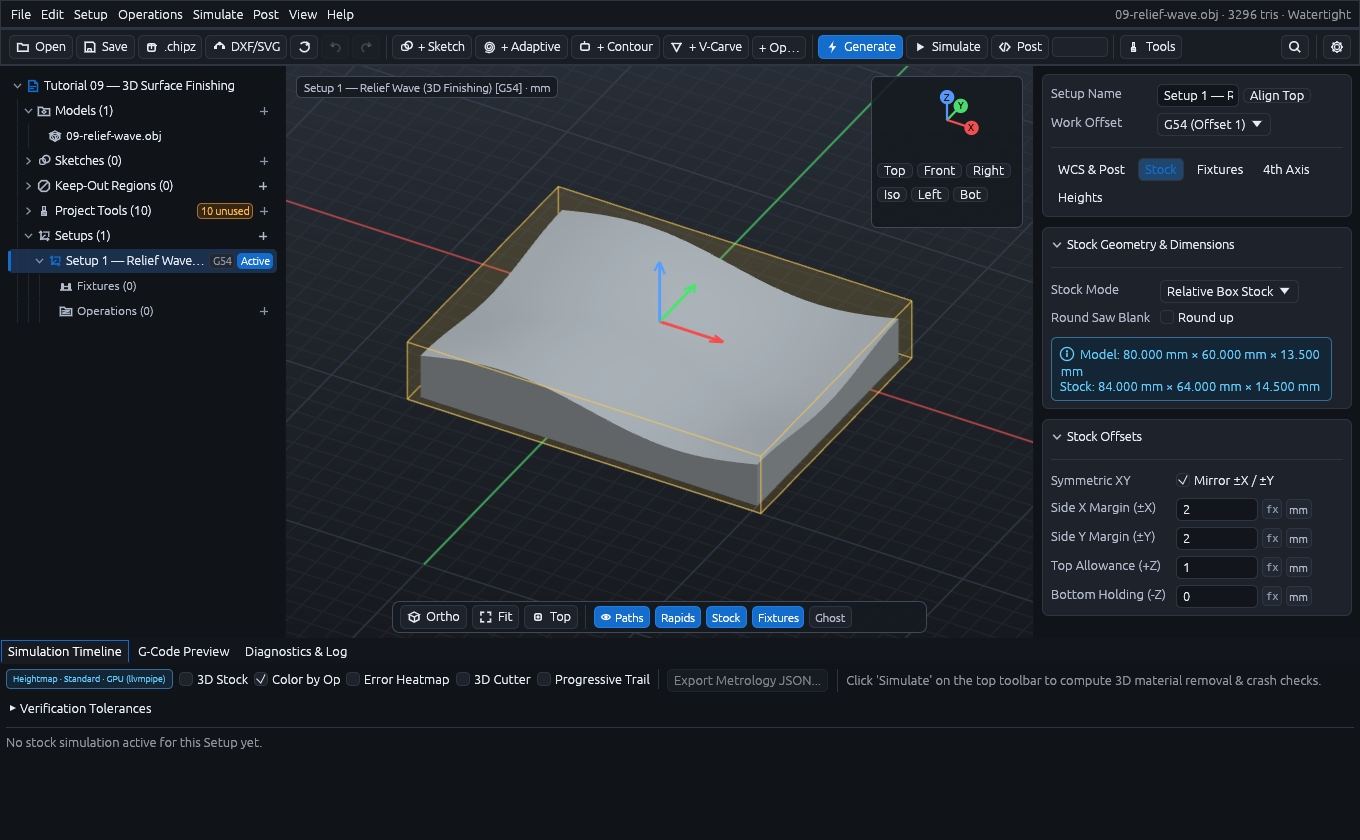 File Edit Setup Operations Simulate Post View Help
09-relief-wave.obj · 3296 tris · Watertight
Open Save .chipz DXF/SVG + Sketch + Adaptive + Contour + V-Carve + Op... Generate Simulate Post Tools
Tutorial 09 — 3D Surface Finishing
Models (1) +
09-relief-wave.obj
Sketches (0) +
Keep-Out Regions (0) +
Project Tools (10) 10 unused +
Setups (1) +
Setup 1 — Relief Wave... G54 Active
Fixtures (0)
Operations (0) +
Setup 1 — Relief Wave (3D Finishing) [G54] · mm
Z
Y
X
Top Front Right
Iso Left Bot
Ortho Fit Top Paths Rapids Stock Fixtures Ghost
Setup Name Setup 1 — R Align Top
Work Offset G54 (Offset 1)
WCS & Post Stock Fixtures 4th Axis
Heights
Stock Geometry & Dimensions
Stock Mode Relative Box Stock
Round Saw Blank Round up
Model: 80.000 mm × 60.000 mm × 13.500
mm
Stock: 84.000 mm × 64.000 mm × 14.500 mm
Stock Offsets
Symmetric XY Mirror ±X / ±Y
Side X Margin (±X) 2 fx mm
Side Y Margin (±Y) 2 fx mm
Top Allowance (+Z) 1 fx mm
Bottom Holding (-Z) 0 fx mm
Simulation Timeline G-Code Preview Diagnostics & Log
Heightmap · Standard · GPU (llvmpipe) 3D Stock Color by Op Error Heatmap 3D Cutter Progressive Trail Export Metrology JSON... Click 'Simulate' on the top toolbar to compute 3D material removal & crash checks.
Verification Tolerances
No stock simulation active for this Setup yet.